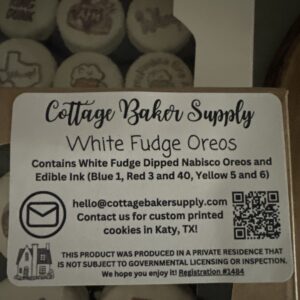 Cottage Baker Supply
White Fudge Oreos
Contains White Fudge Dipped Nabisco Oreos and
Edible Ink (Blue 1, Red 3 and 40, Yellow 5 and 6)
hello@cottagebakersupply.com
Contact us for custom printed
cookies in Katy, TX!
THIS PRODUCT WAS PRODUCED IN A PRIVATE RESIDENCE THAT
IS NOT SUBJECT TO GOVERNMENTAL LICENSING OR INSPECTION.
We hope you enjoy it! Registration #1484